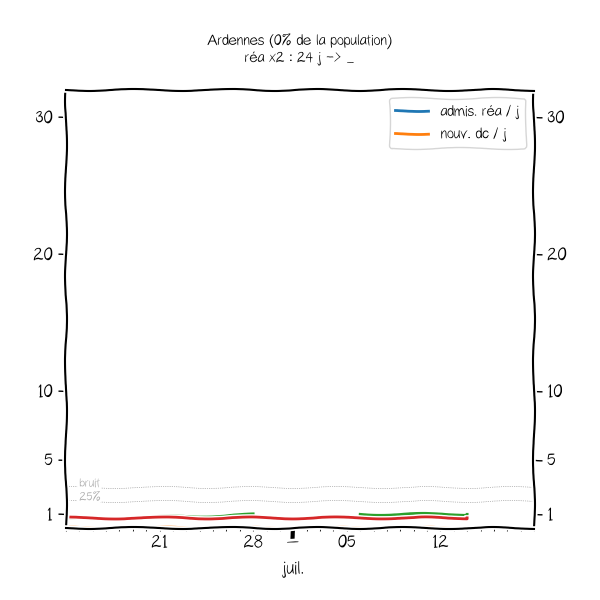 Ardennes (0% de la population)
réa x2 : 24 j -> _
admis. réa / j
nouv. dc / j
30 30
20 20
10 10
5 5
bruit
25%
1 1
21 28 05 12
juil.